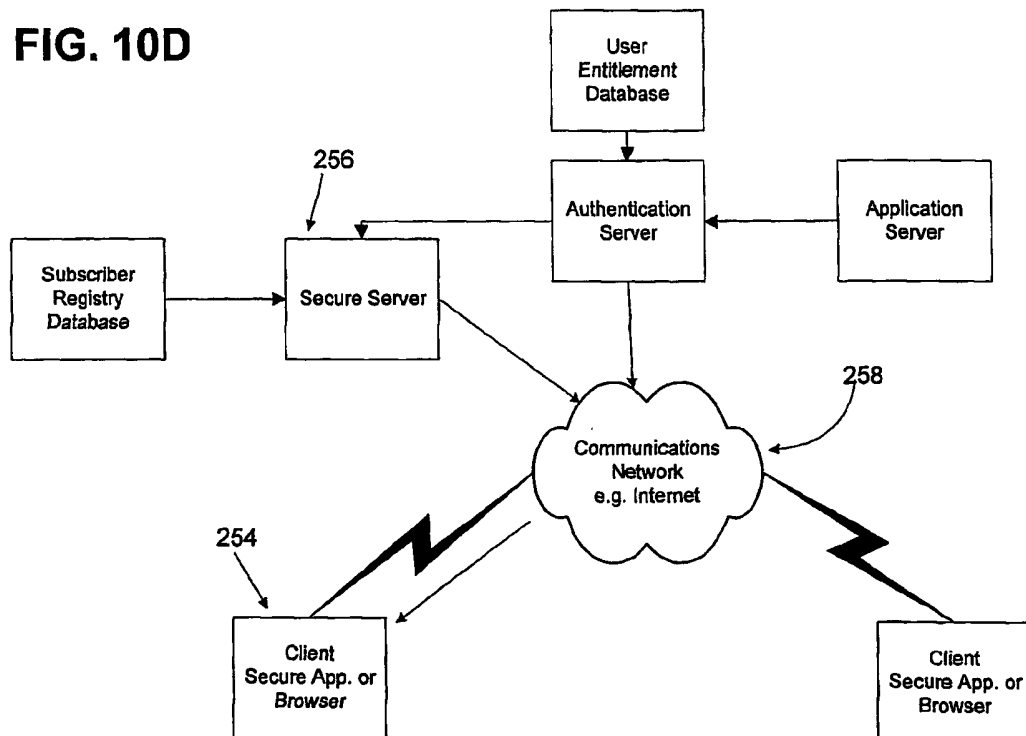 FIG. 10D
User
Entitlement
Database
256
Authentication
Server
Application
Server
Subscriber
Registry
Database
Secure Server
258
Communications
Network
e.g. Internet
254
Client
Secure App. or
Browser
Client
Secure App. or
Browser